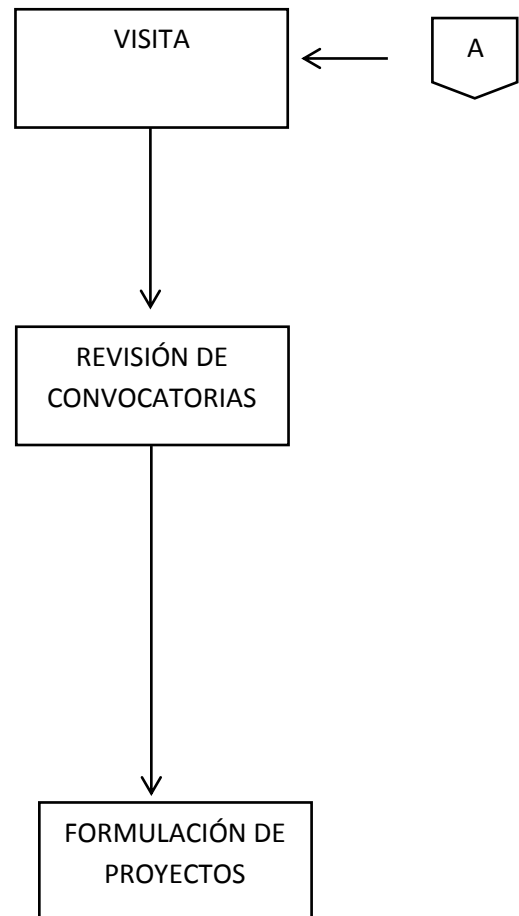 VISITA
A
REVISIÓN DE
CONVOCATORIAS
FORMULACIÓN DE
PROYECTOS